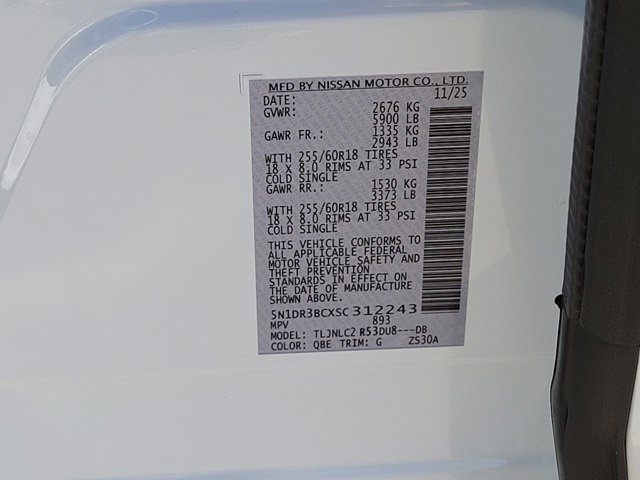 MFD BY NISSAN MOTOR CO., LTD.
DATE: 11/25
GVWR: 2676 KG
5900 LB
GAWR FR.: 1335 KG
2943 LB
WITH 255/60R18 TIRES
18 X 8.0 RIMS AT 33 PSI
COLD SINGLE
GAWR RR.: 1530 KG
3373 LB
WITH 255/60R18 TIRES
18 X 8.0 RIMS AT 33 PSI
COLD SINGLE
THIS VEHICLE CONFORMS TO
ALL APPLICABLE FEDERAL
MOTOR VEHICLE SAFETY AND
THEFT PREVENTION
STANDARDS IN EFFECT ON
THE DATE OF MANUFACTURE
SHOWN ABOVE.
5N1DR3BCXSC312243
MPV 893
MODEL: TLJNLC2 R53DU8---DB
COLOR: QBE TRIM: G ZS30A